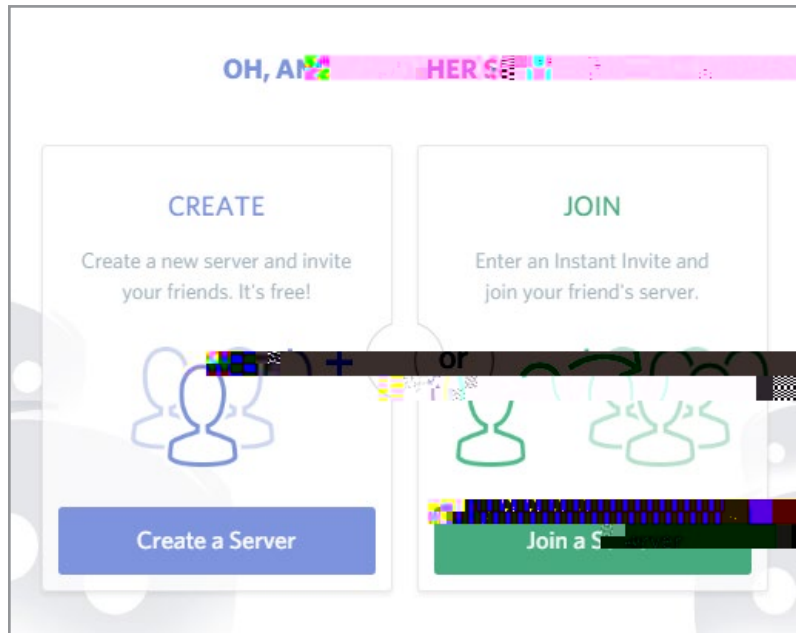 OH, AN
HER S
CREATE
Create a new server and invite
your friends. It's free!
Create a Server
JOIN
Enter an Instant Invite and
join your friend's server.
or
Join a